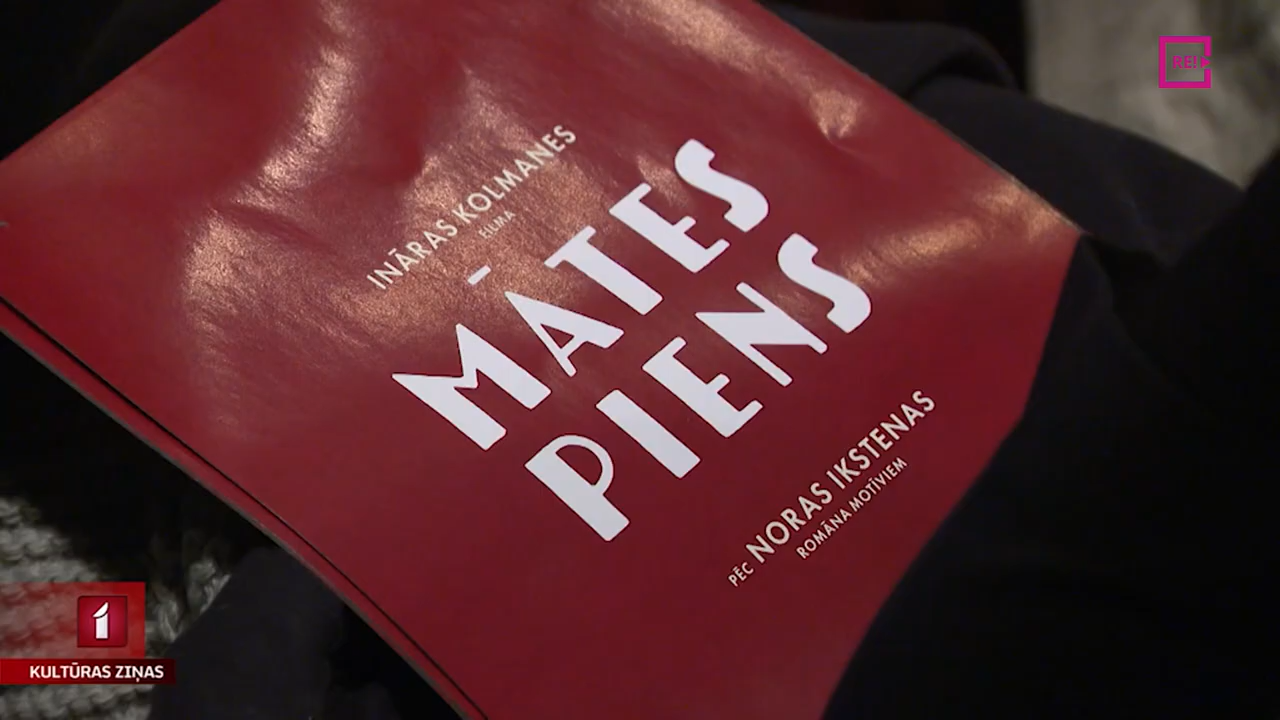 RE!
INĀRAS KOLMANES
FILMA
MĀTES
PIENS
PĒC NORAS IKSTENAS
ROMĀNA MOTĪVIEM
1
KULTŪRAS ZIŅAS